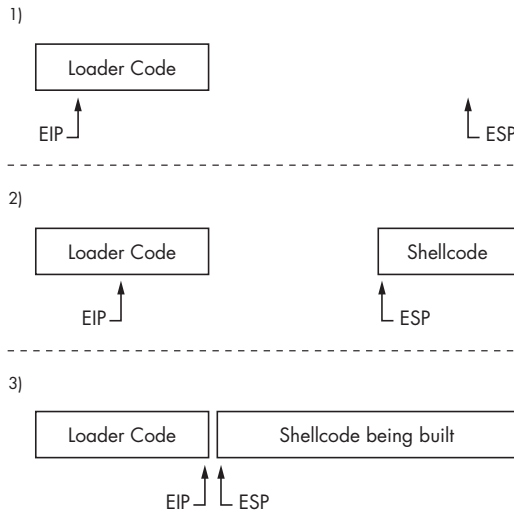 1)
Loader Code
EIP ESP
2)
Loader Code Shellcode
EIP ESP
3)
Loader Code Shellcode being built
EIP ESP